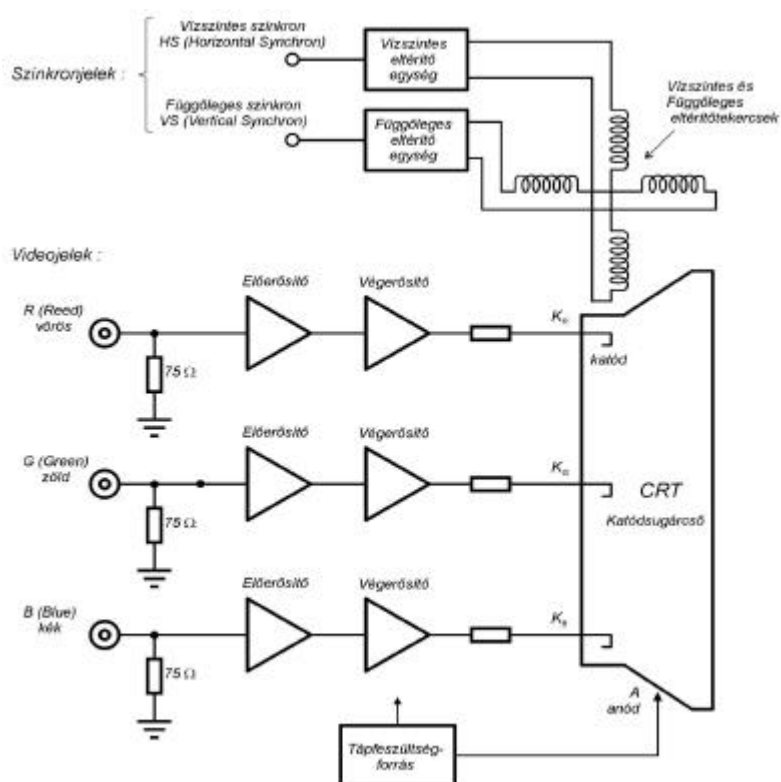 Vízszintes szinkron
HS (Horizontal Synchron)
Szinkronjelek :
Függőleges szinkron
VS (Vertical Synchron)
Vízszintes
eltérítő
egység
Függőleges
eltérítő
egység
Vízszintes és
Függőleges
eltérítőtekercsek
Videojelek :
R (Reed)
vörös
75 Ω
Előerősítő
Végerősítő
katód
G (Green)
zöld
75 Ω
Előerősítő
Végerősítő
CRT
Katódsugárcső
B (Blue)
kék
75 Ω
Előerősítő
Végerősítő
A
anód
Tápfeszültség-
forrás